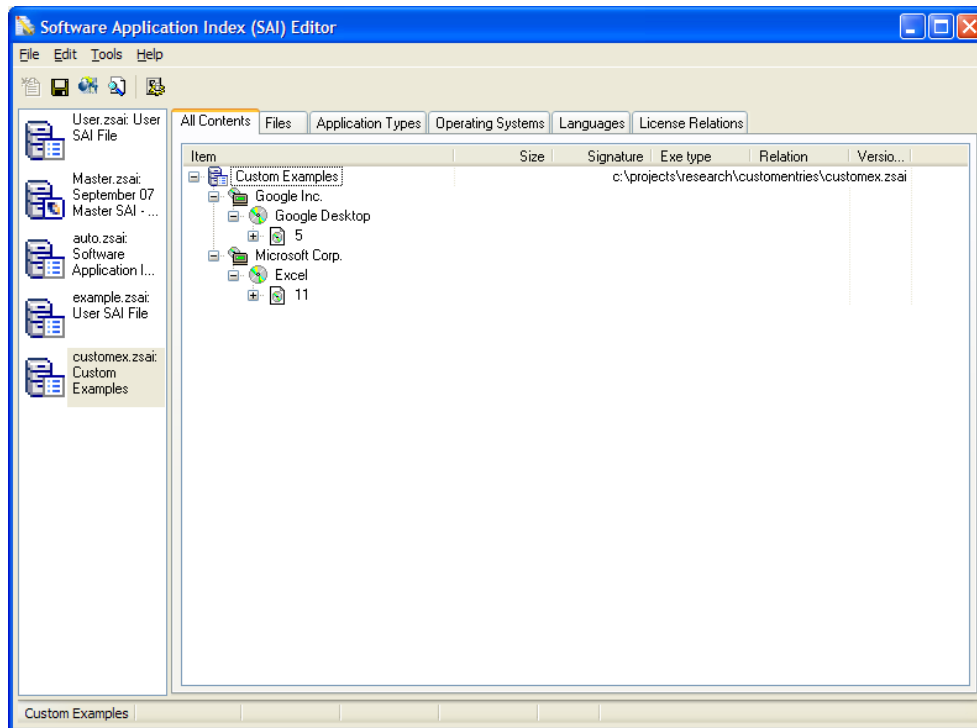 Software Application Index (SAI) Editor
File Edit Tools Help
User.zsai: User
SAI File
Master.zsai:
September 07
Master SAI - ...
auto.zsai:
Software
Application I...
example.zsai:
User SAI File
customex.zsai:
Custom
Examples
All Contents Files Application Types Operating Systems Languages License Relations
Item Size Signature Exe type Relation Versio...
Custom Examples c:\projects\research\customentries\customex.zsai
Google Inc.
Google Desktop
5
Microsoft Corp.
Excel
11
Custom Examples